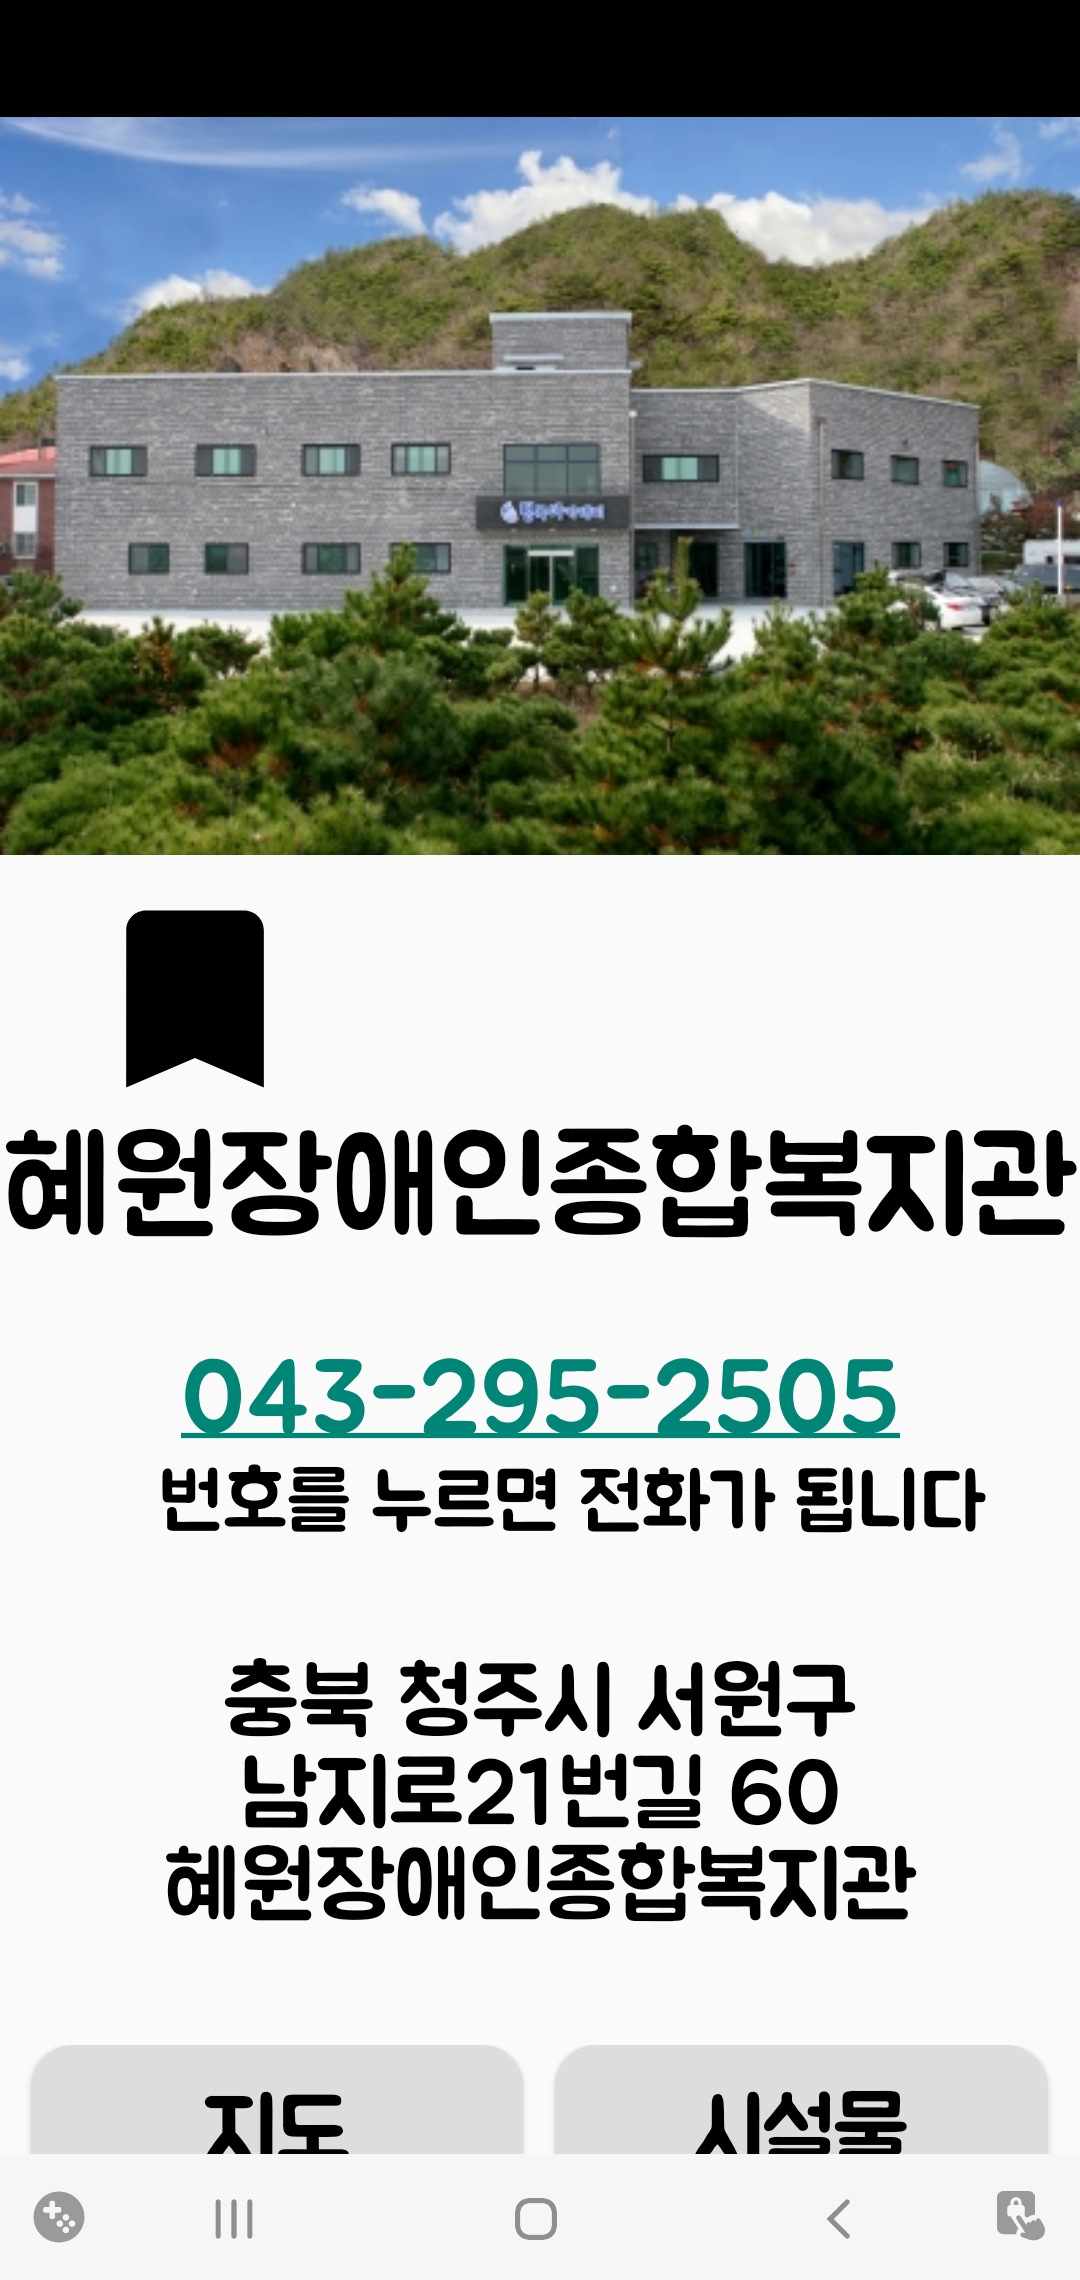 혜원장애인종합복지관
043-295-2505
번호를 누르면 전화가 됩니다
충북 청주시 서원구
남지로21번길 60
혜원장애인종합복지관
지도 시설물